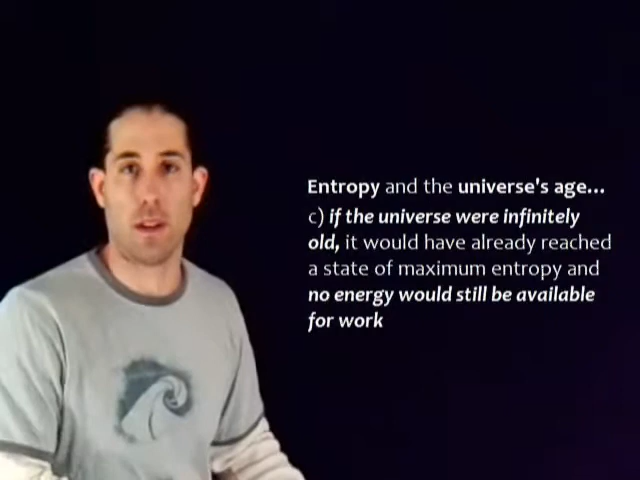 Entropy and the universe's age...
c) if the universe were infinitely
old, it would have already reached
a state of maximum entropy and
no energy would still be available
for work